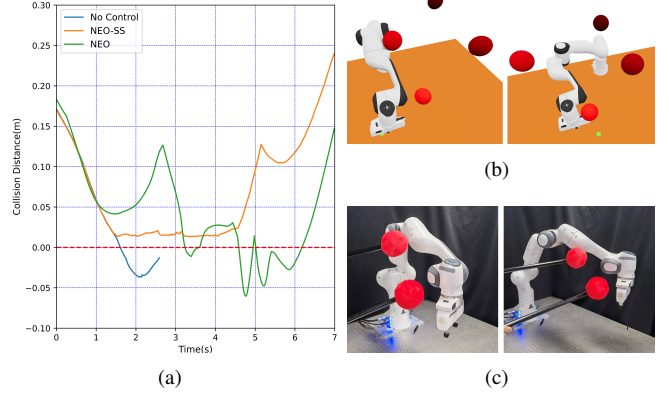 No Control
NEO-SS
NEO
Collision Distance(m)
0.30
0.25
0.20
0.15
0.10
0.05
0.00
−0.05
−0.10
0 1 2 3 4 5 6 7
Time(s)
(a)
(b)
(c)